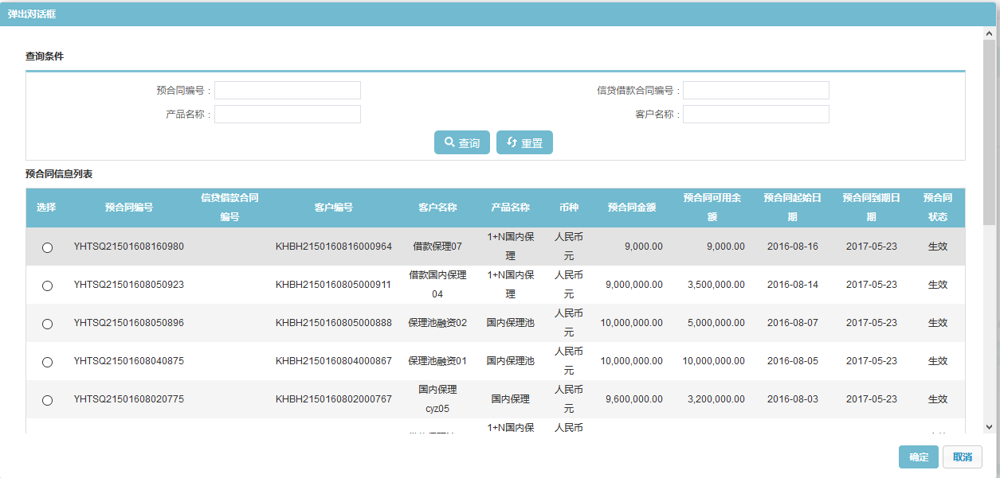 弹出对话框
查询条件
预合同编号： 信贷借款合同编号：
产品名称： 客户名称：
查询 重置
预合同信息列表
选择 预合同编号 信贷借款合同编号 客户编号 客户名称 产品名称 币种 预合同金额 预合同可用余额 预合同起始日期 预合同到期日期 预合同状态
YHTSQ21501608160980 KHBH2150160816000964 借款保理07 1+N国内保理 人民币元 9,000.00 9,000.00 2016-08-16 2017-05-23 生效
YHTSQ21501608050923 KHBH2150160805000911 借款国内保理04 1+N国内保理 人民币元 9,000,000.00 3,500,000.00 2016-08-14 2017-05-23 生效
YHTSQ21501608050896 KHBH2150160805000888 保理池融资02 国内保理池 人民币元 10,000,000.00 5,000,000.00 2016-08-07 2017-05-23 生效
YHTSQ21501608040875 KHBH2150160804000867 保理池融资01 国内保理池 人民币元 10,000,000.00 10,000,000.00 2016-08-05 2017-05-23 生效
YHTSQ21501608020775 KHBH2150160802000767 国内保理cyz05 国内保理 人民币元 9,600,000.00 3,200,000.00 2016-08-03 2017-05-23 生效
1+N国内保 人民币
确定 取消